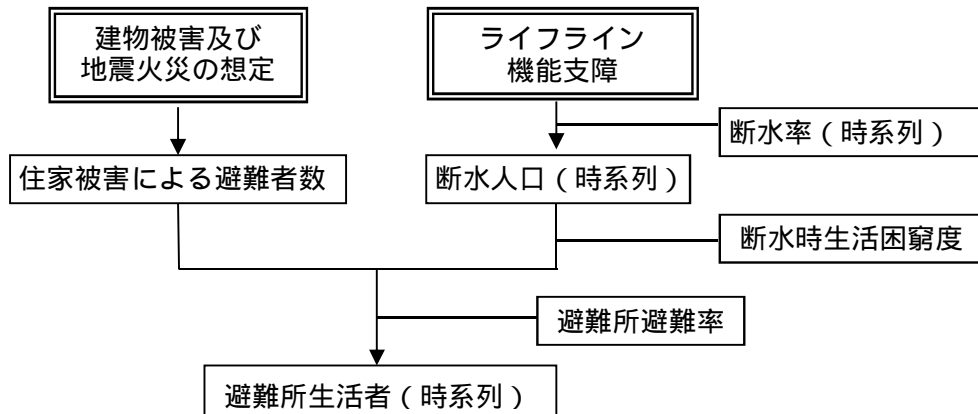 建物被害及び
地震火災の想定
ライフライン
機能支障
断水率（時系列）
住家被害による避難者数
断水人口（時系列）
断水時生活困窮度
避難所避難率
避難所生活者（時系列）